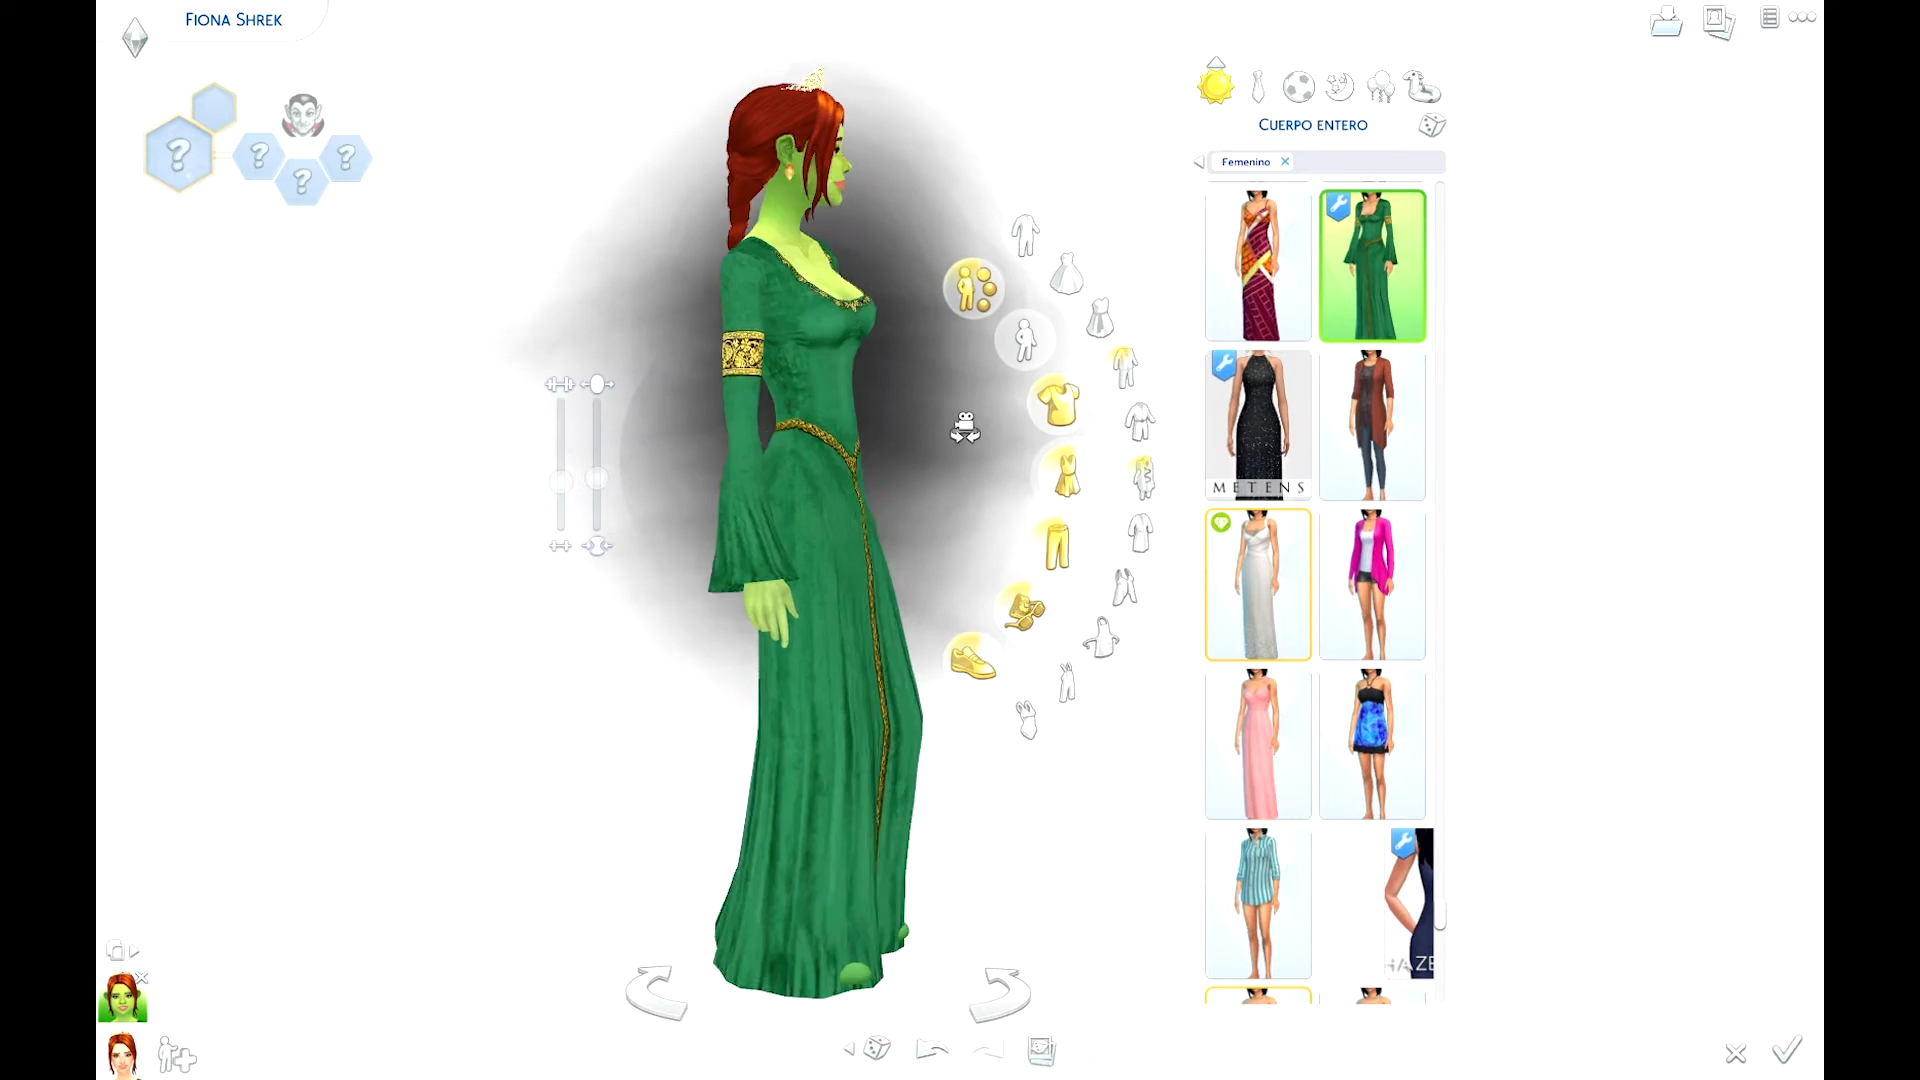 FIONA SHREK
CUERPO ENTERO
Femenino
METENS
HAZE